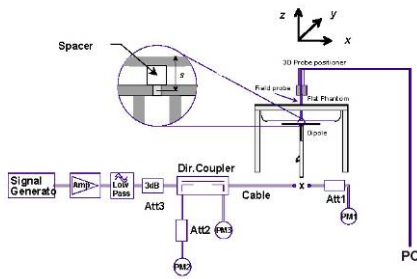 z
y
x
Spacer
s
3D Probe positioner
Field probe
Flat Phantom
Dipole
Signal
Generato
Amp
Low
Pass
3dB
Att3
Dir.Coupler
Cable
x
Att1
PM1
Att2
PM3
PM2
PC